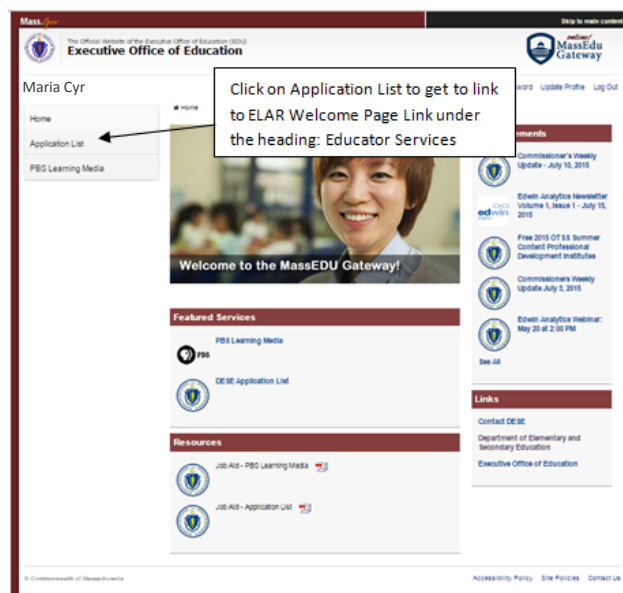 Mass.Gov
Skip to main content
The Official Website of the Executive Office of Education (EDU)
Executive Office of Education
online!
MassEdu
Gateway
Maria Cyr
word Update Profile Log Out
Click on Application List to get to link
to ELAR Welcome Page Link under
the heading: Educator Services
Home
Home
Application List
PBS Learning Media
Welcome to the MassEDU Gateway!
ements
Commissioner's Weekly
Update - July 10, 2015
edwin
Edwin Analytics Newsletter
Volume 1, Issue 1 - July 15,
2015
Free 2015 OTSS Summer
Content Professional
Development Institutes
Commissioners Weekly
Update July 3, 2015
Edwin Analytics Webinar:
May 20 at 2:00 PM
See All
Featured Services
PBS Learning Media
PBS
DESE Application List
Links
Contact DESE
Department of Elementary and
Secondary Education
Executive Office of Education
Resources
Job Aid - PBS Learning Media
Job Aid - Application List
© Commonwealth of Massachusetts
Accessibility Policy Site Policies Contact Us